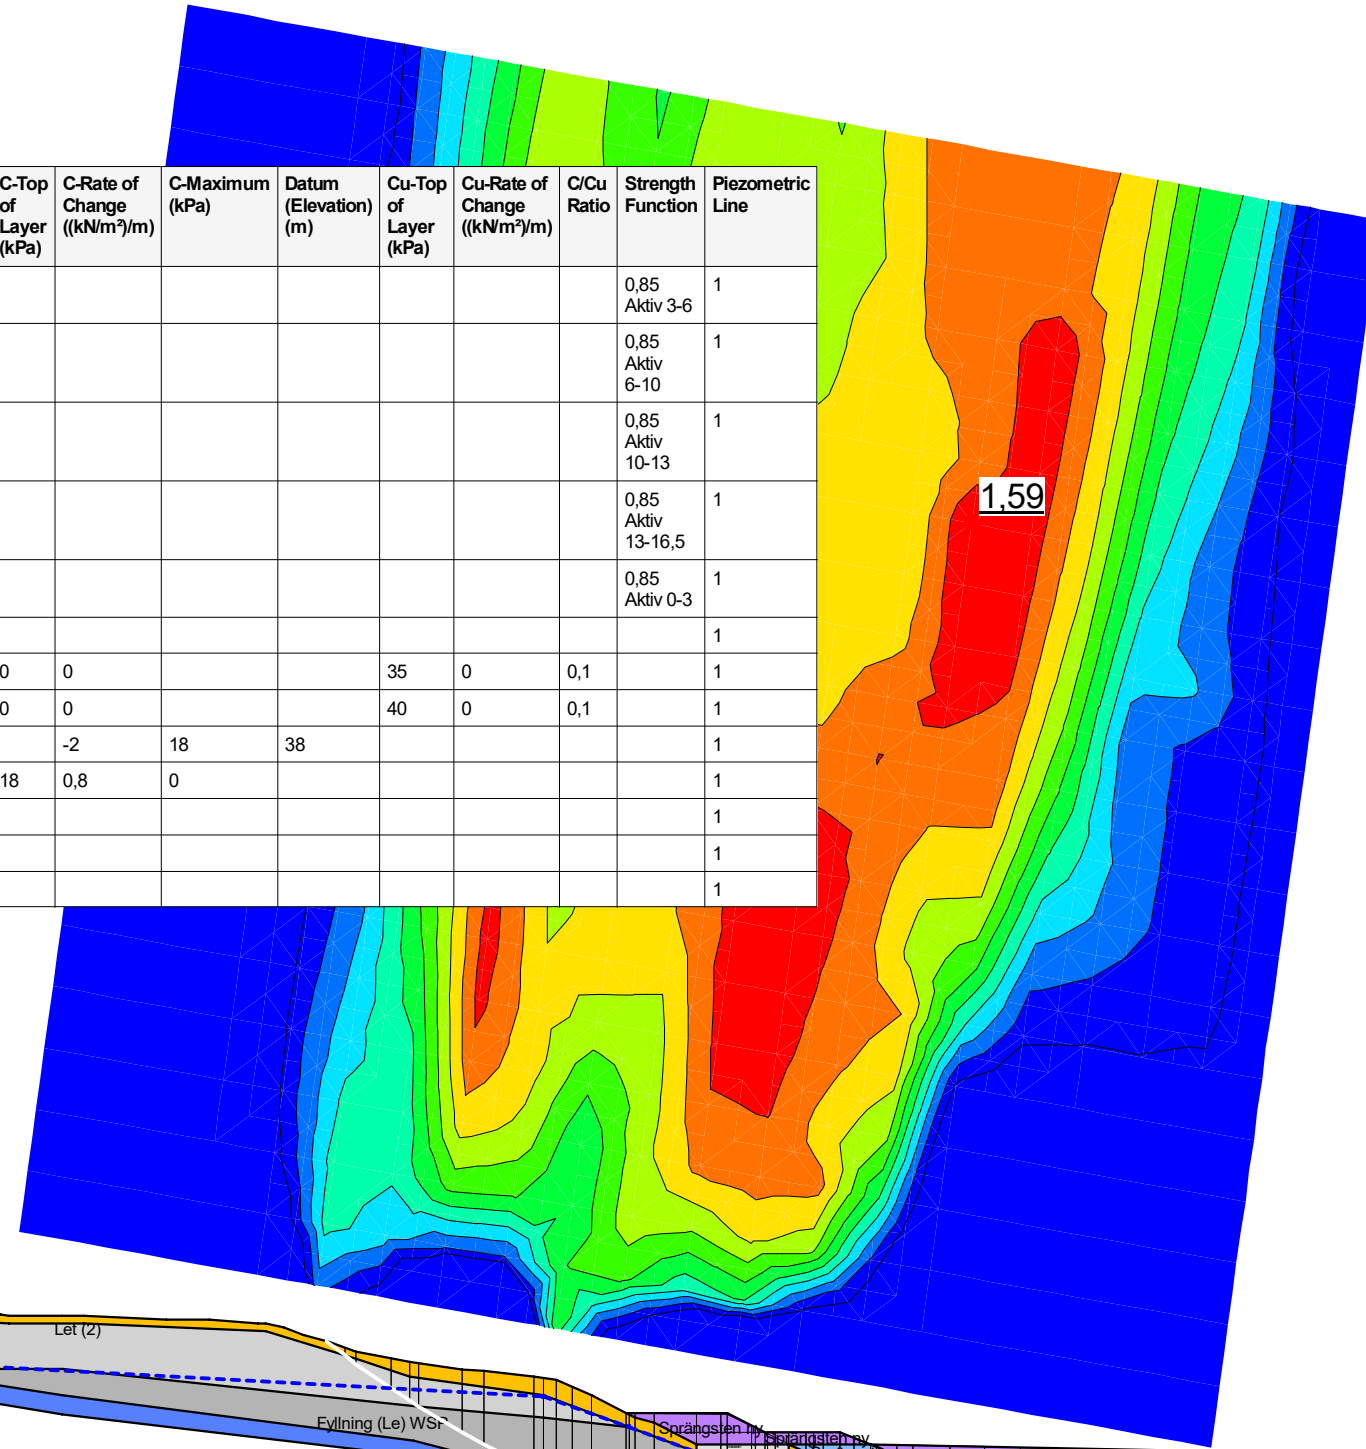 C-Top of Layer (kPa) C-Rate of Change ((kN/m²)/m) C-Maximum (kPa) Datum (Elevation) (m) Cu-Top of Layer (kPa) Cu-Rate of Change ((kN/m²)/m) C/Cu Ratio Strength Function Piezometric Line
0,85 Aktiv 3-6 1
0,85 Aktiv 6-10 1
0,85 Aktiv 10-13 1
0,85 Aktiv 13-16,5 1
0,85 Aktiv 0-3 1
1
0 0 35 0 0,1 1
0 0 40 0 0,1 1
-2 18 38 1
18 0,8 0 1
1
1
1
1,59
Let (2)
Fyllning (Le) WSP
Sprängsten ny
Sprängsten ny